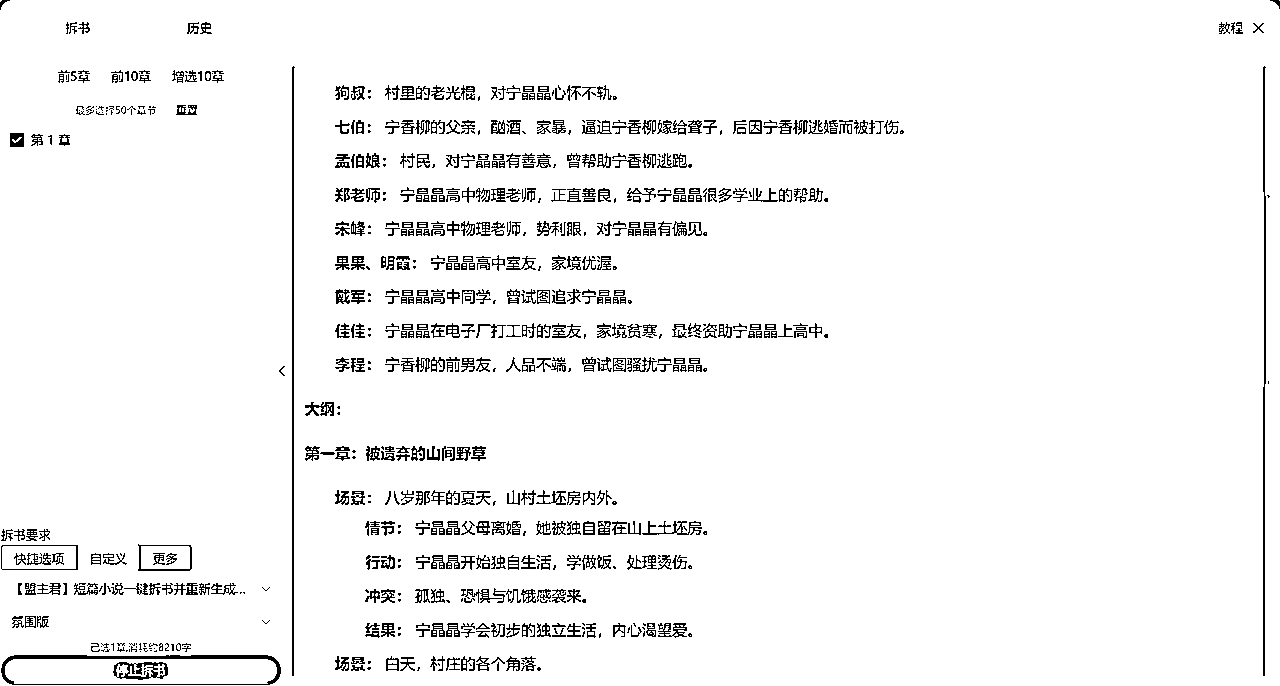 拆书 历史 教程
前5章 前10章 增选10章
最多选择50个章节 重置
第 1 章
狗叔： 村里的老光棍，对宁晶晶心怀不轨。
七伯： 宁香柳的父亲，酗酒、家暴，逼迫宁香柳嫁给聋子，后因宁香柳逃婚而被打伤。
孟伯娘： 村民，对宁晶晶有善意，曾帮助宁香柳逃跑。
郑老师： 宁晶晶高中物理老师，正直善良，给予宁晶晶很多学业上的帮助。
宋峰： 宁晶晶高中物理老师，势利眼，对宁晶晶有偏见。
果果、明霞： 宁晶晶高中室友，家境优渥。
戴军： 宁晶晶高中同学，曾试图追求宁晶晶。
佳佳： 宁晶晶在电子厂打工时的室友，家境贫寒，最终资助宁晶晶上高中。
李程： 宁香柳的前男友，人品不端，曾试图骚扰宁晶晶。
大纲：
第一章：被遗弃的山间野草
场景： 八岁那年的夏天，山村土坯房内外。
情节： 宁晶晶父母离婚，她被独自留在山上土坯房。
行动： 宁晶晶开始独自生活，学做饭、处理烫伤。
冲突： 孤独、恐惧与饥饿感袭来。
结果： 宁晶晶学会初步的独立生活，内心渴望爱。
场景： 白天，村庄的各个角落。
拆书要求
快捷选项 自定义 更多
【盟主君】短篇小说一键拆书并重新生成...
氛围版
已选1章,消耗约8210字
停止拆书